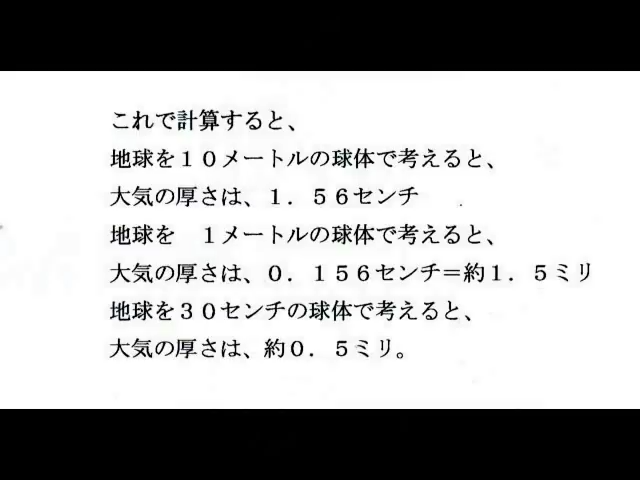 これで計算すると、
地球を１０メートルの球体で考えると、
大気の厚さは、１．５６センチ
地球を　１メートルの球体で考えると、
大気の厚さは、０．１５６センチ＝約１．５ミリ
地球を３０センチの球体で考えると、
大気の厚さは、約０．５ミリ。